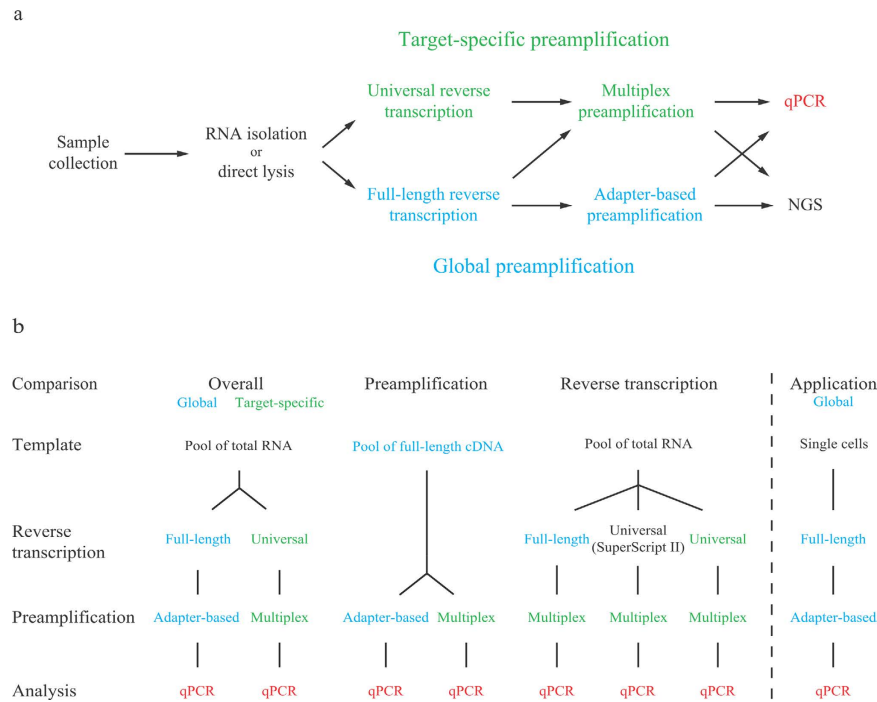 a
Target-specific preamplification
Universal reverse
transcription
Multiplex
preamplification
qPCR
Sample
collection
RNA isolation
or
direct lysis
Full-length reverse
transcription
Adapter-based
preamplification
NGS
Global preamplification
b
Comparison Overall Preamplification Reverse transcription Application
Global Target-specific Global
Template Pool of total RNA Pool of full-length cDNA Pool of total RNA Single cells
Reverse
transcription
Full-length Universal Full-length Universal
(SuperScript II) Universal Full-length
Preamplification Adapter-based Multiplex Adapter-based Multiplex Multiplex Multiplex Multiplex Adapter-based
Analysis qPCR qPCR qPCR qPCR qPCR qPCR qPCR qPCR